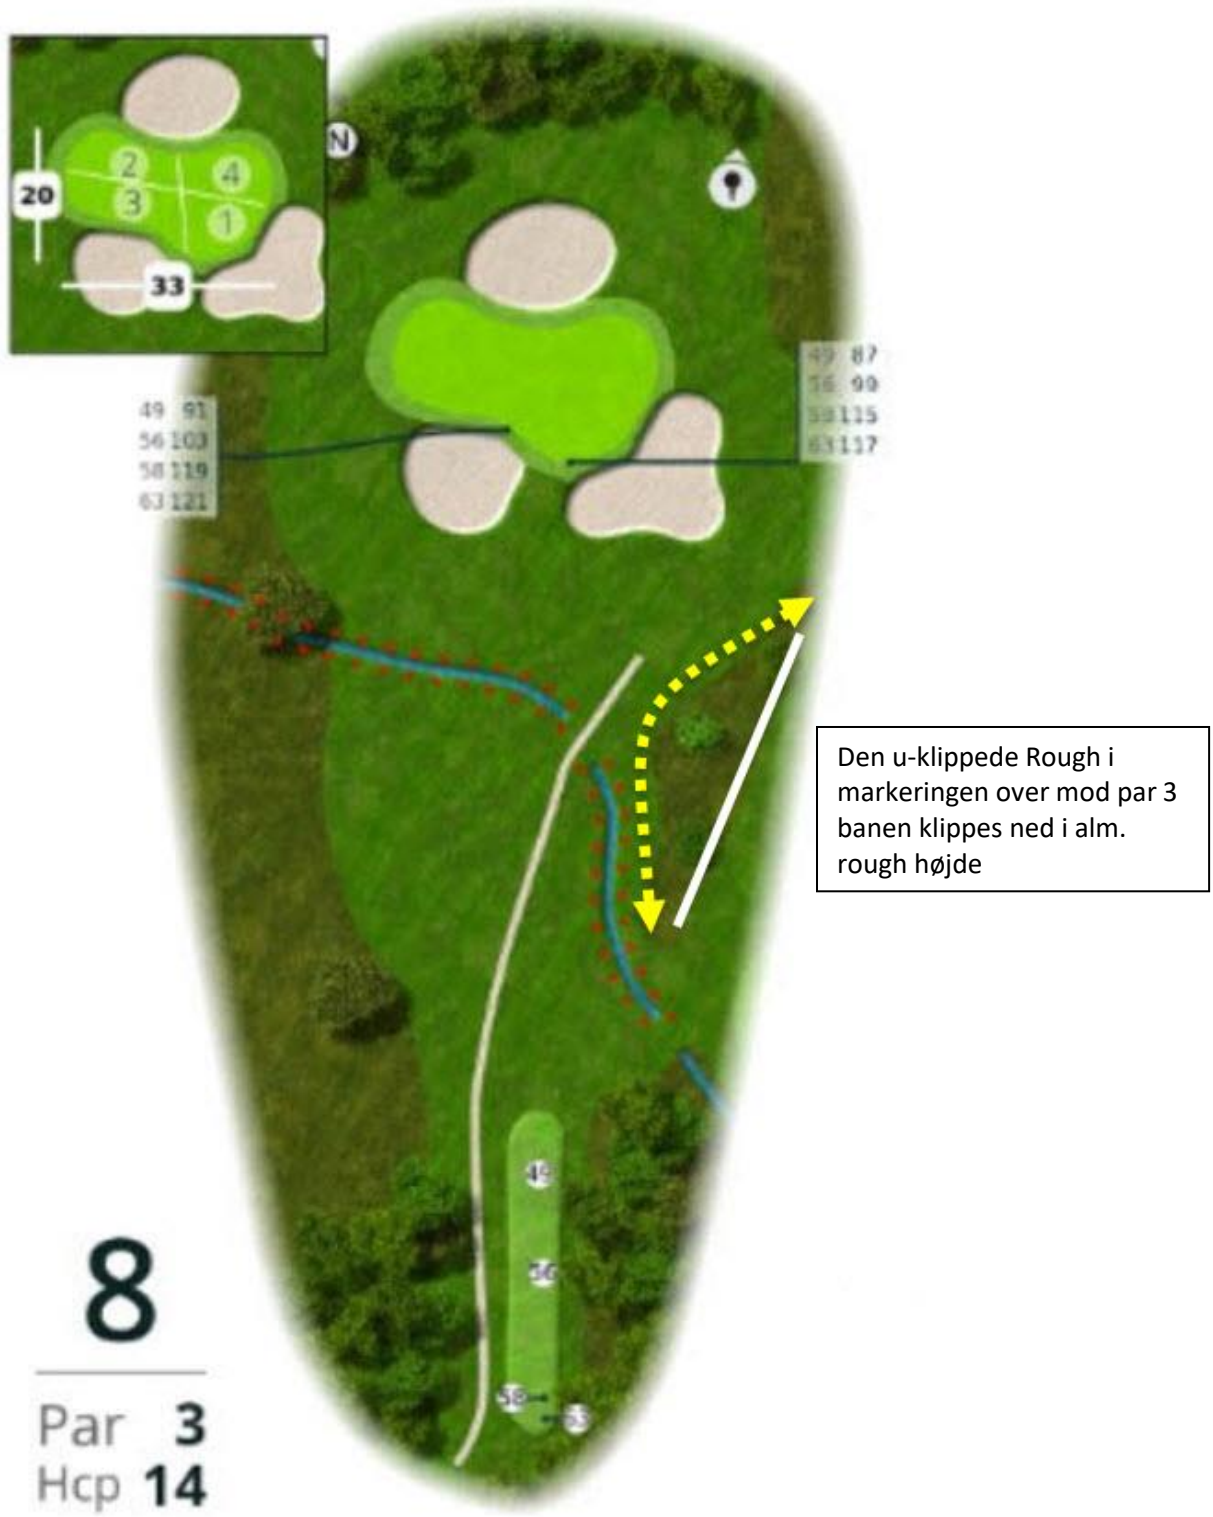 N
2
4
3
1
20
33
49 91
56 103
58 119
63 121
49 87
56 99
58 115
63 117
Den u-klippede Rough i
markeringen over mod par 3
banen klippes ned i alm.
rough højde
49
56
58
63
8
Par 3
Hcp 14